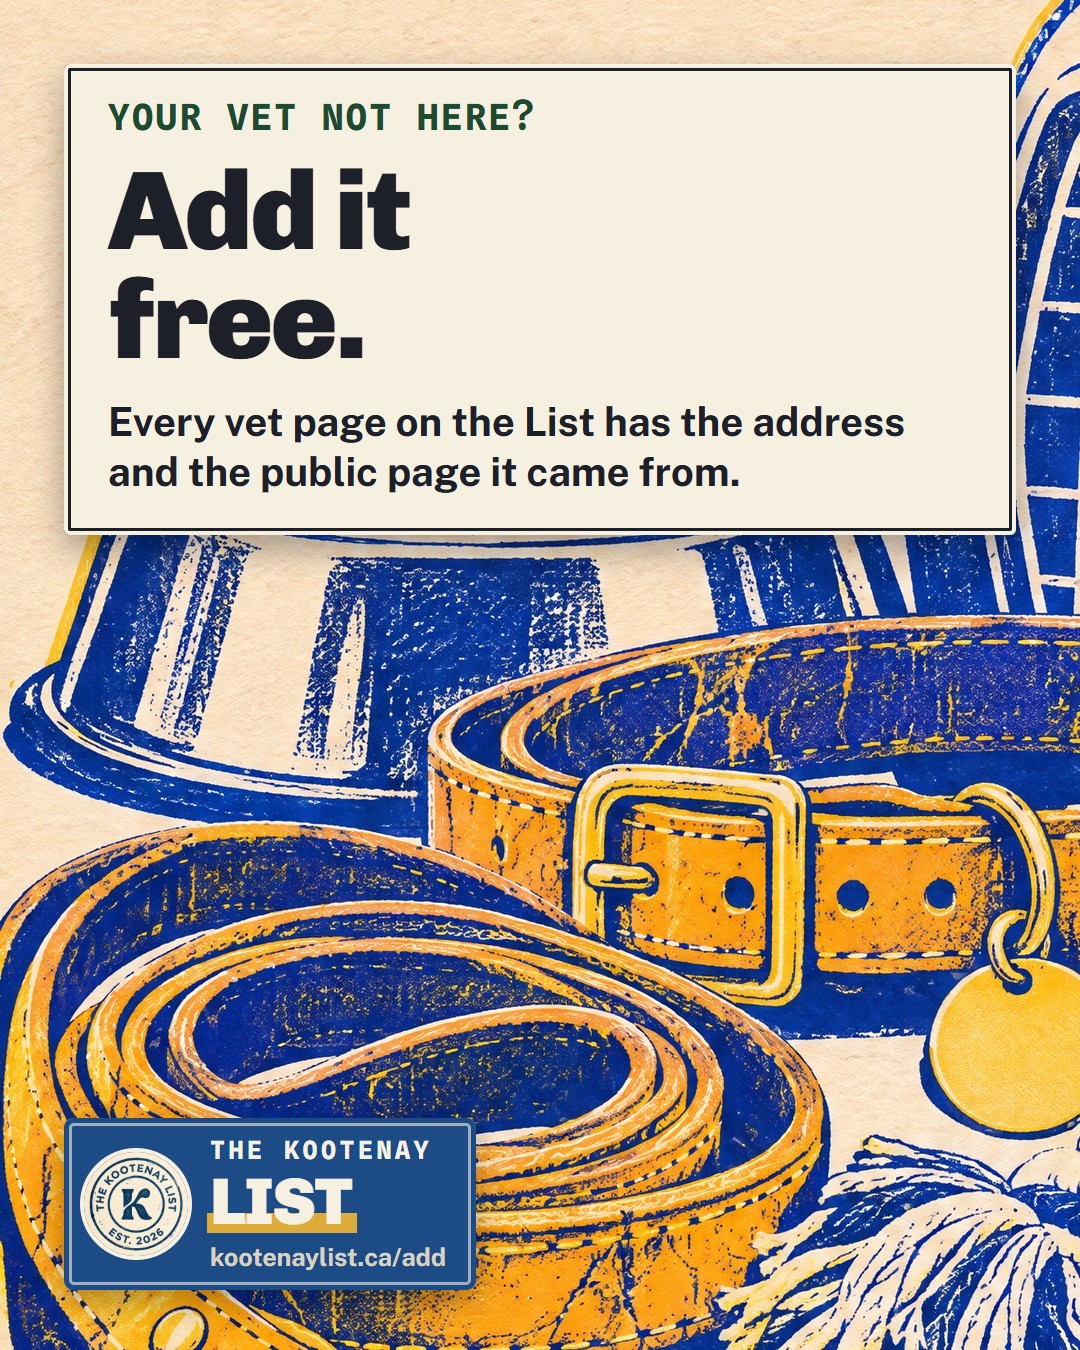 YOUR VET NOT HERE?
Add it
free.
Every vet page on the List has the address
and the public page it came from.
THE KOOTENAY LIST
K
EST. 2026
THE KOOTENAY
LIST
kootenaylist.ca/add